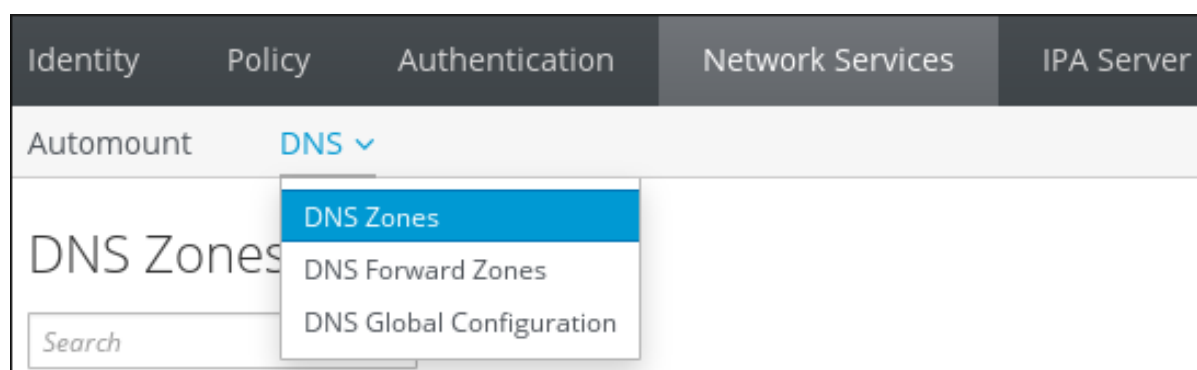 Identity Policy Authentication Network Services IPA Server
Automount DNS
DNS Zones
DNS Zones
DNS Forward Zones
DNS Global Configuration
Search